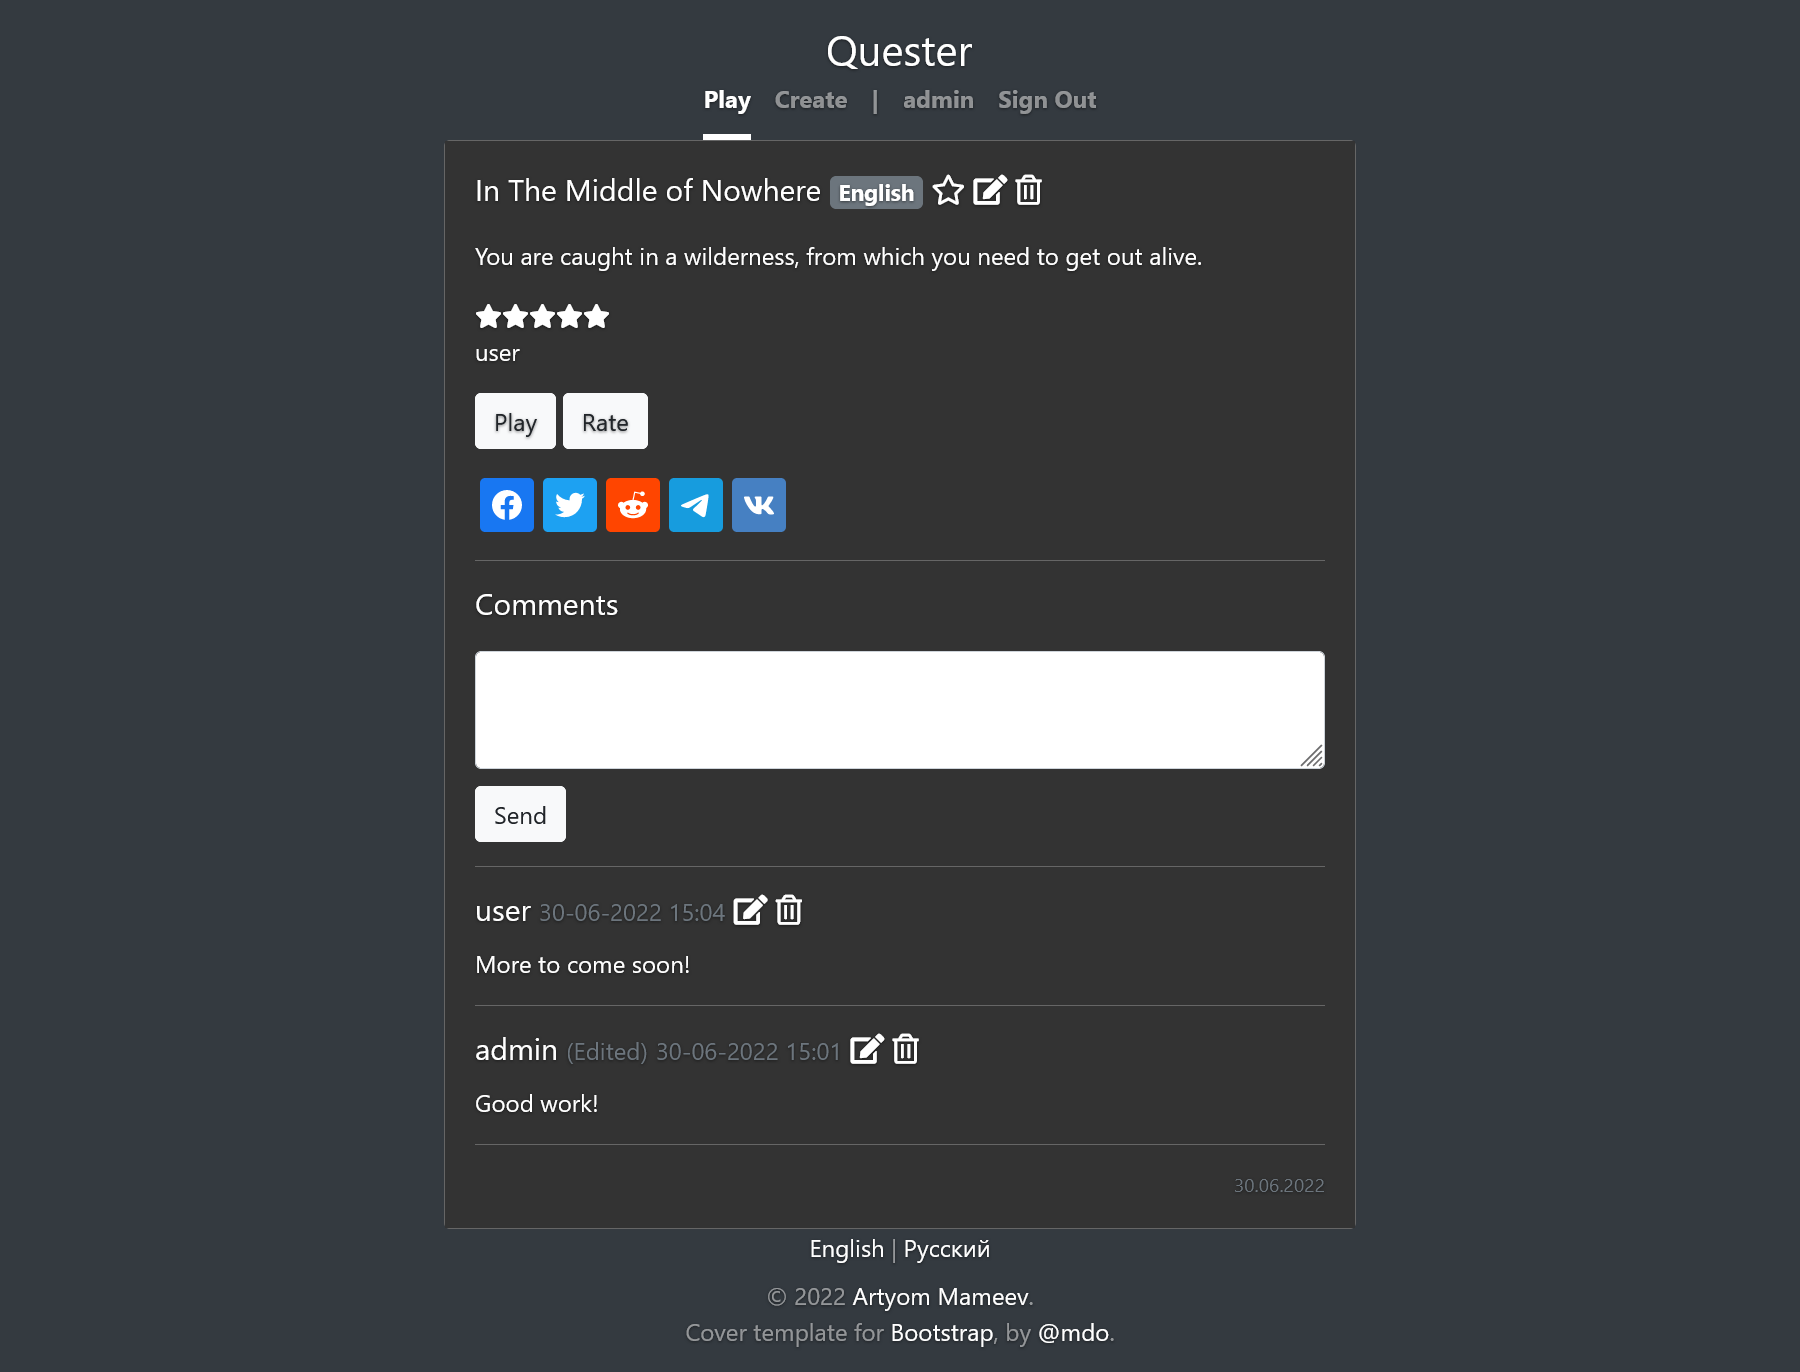 Quester
Play Create | admin Sign Out
In The Middle of Nowhere English
You are caught in a wilderness, from which you need to get out alive.
user
Play Rate
Comments
Send
user 30-06-2022 15:04
More to come soon!
admin (Edited) 30-06-2022 15:01
Good work!
30.06.2022
English | Русский
© 2022 Artyom Mameev.
Cover template for Bootstrap, by @mdo.